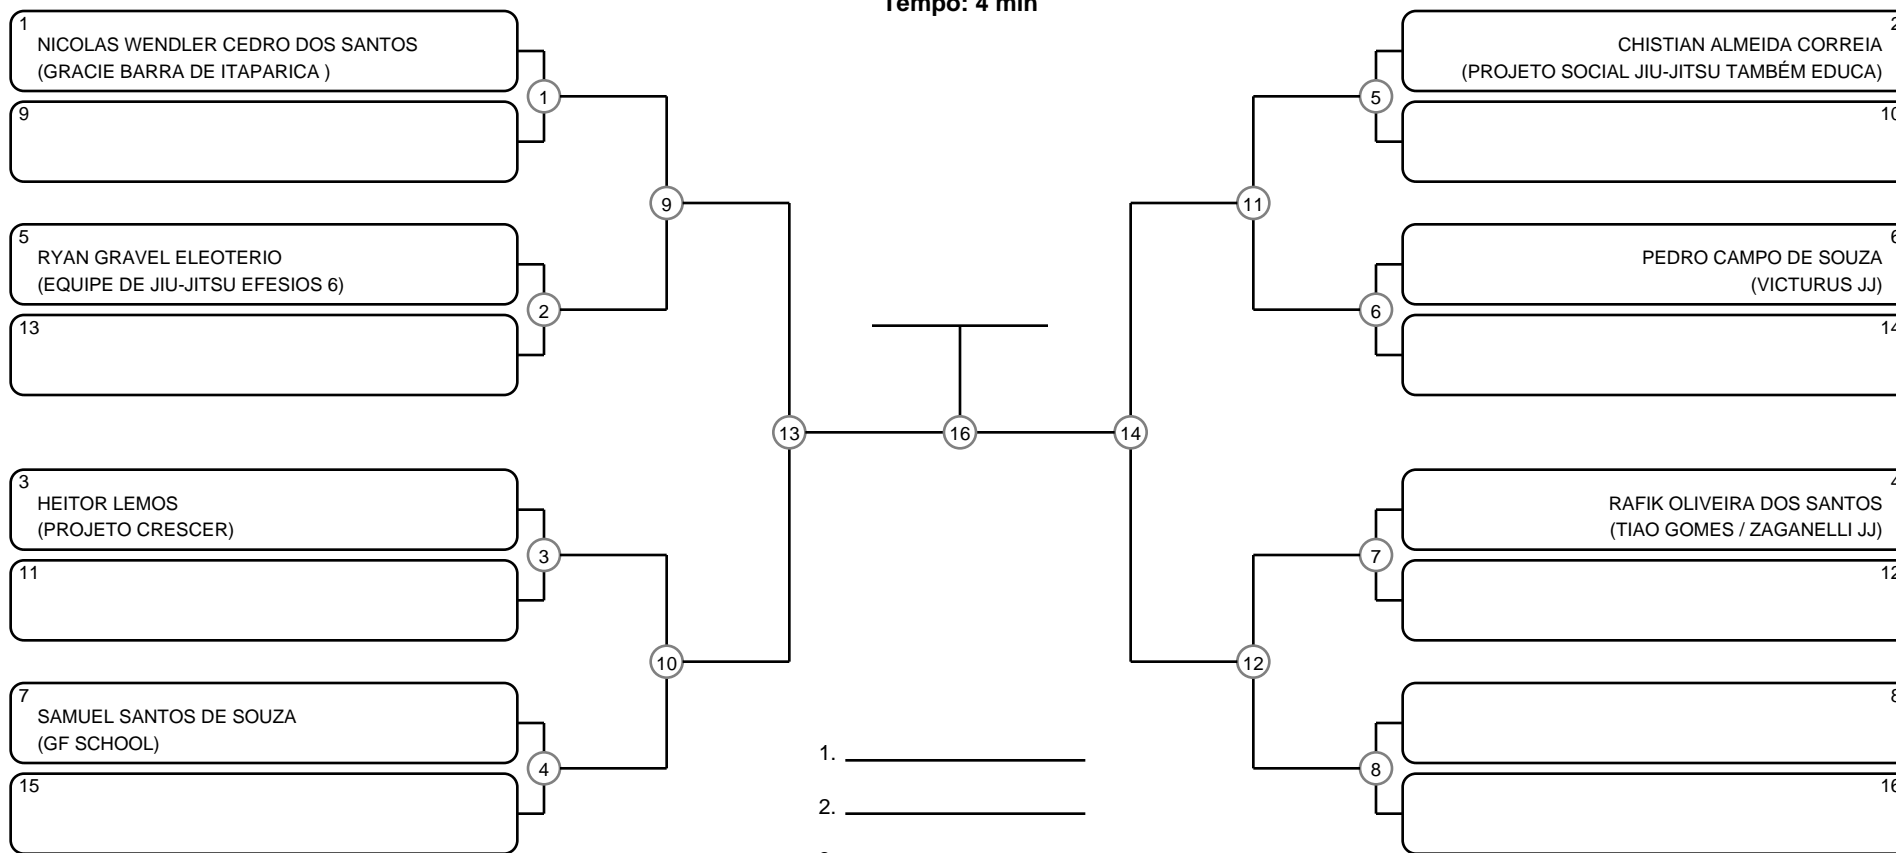 Tempo: 4 min
1
NICOLAS WENDLER CEDRO DOS SANTOS
(GRACIE BARRA DE ITAPARICA )
9
5
RYAN GRAVEL ELEOTERIO
(EQUIPE DE JIU-JITSU EFESIOS 6)
13
3
HEITOR LEMOS
(PROJETO CRESCER)
11
7
SAMUEL SANTOS DE SOUZA
(GF SCHOOL)
15
1
2
3
4
9
10
13
16
14
11
12
5
6
7
8
2
CHISTIAN ALMEIDA CORREIA
(PROJETO SOCIAL JIU-JITSU TAMBÉM EDUCA)
10
6
PEDRO CAMPO DE SOUZA
(VICTURUS JJ)
14
4
RAFIK OLIVEIRA DOS SANTOS
(TIAO GOMES / ZAGANELLI JJ)
12
8
16
1.
2.